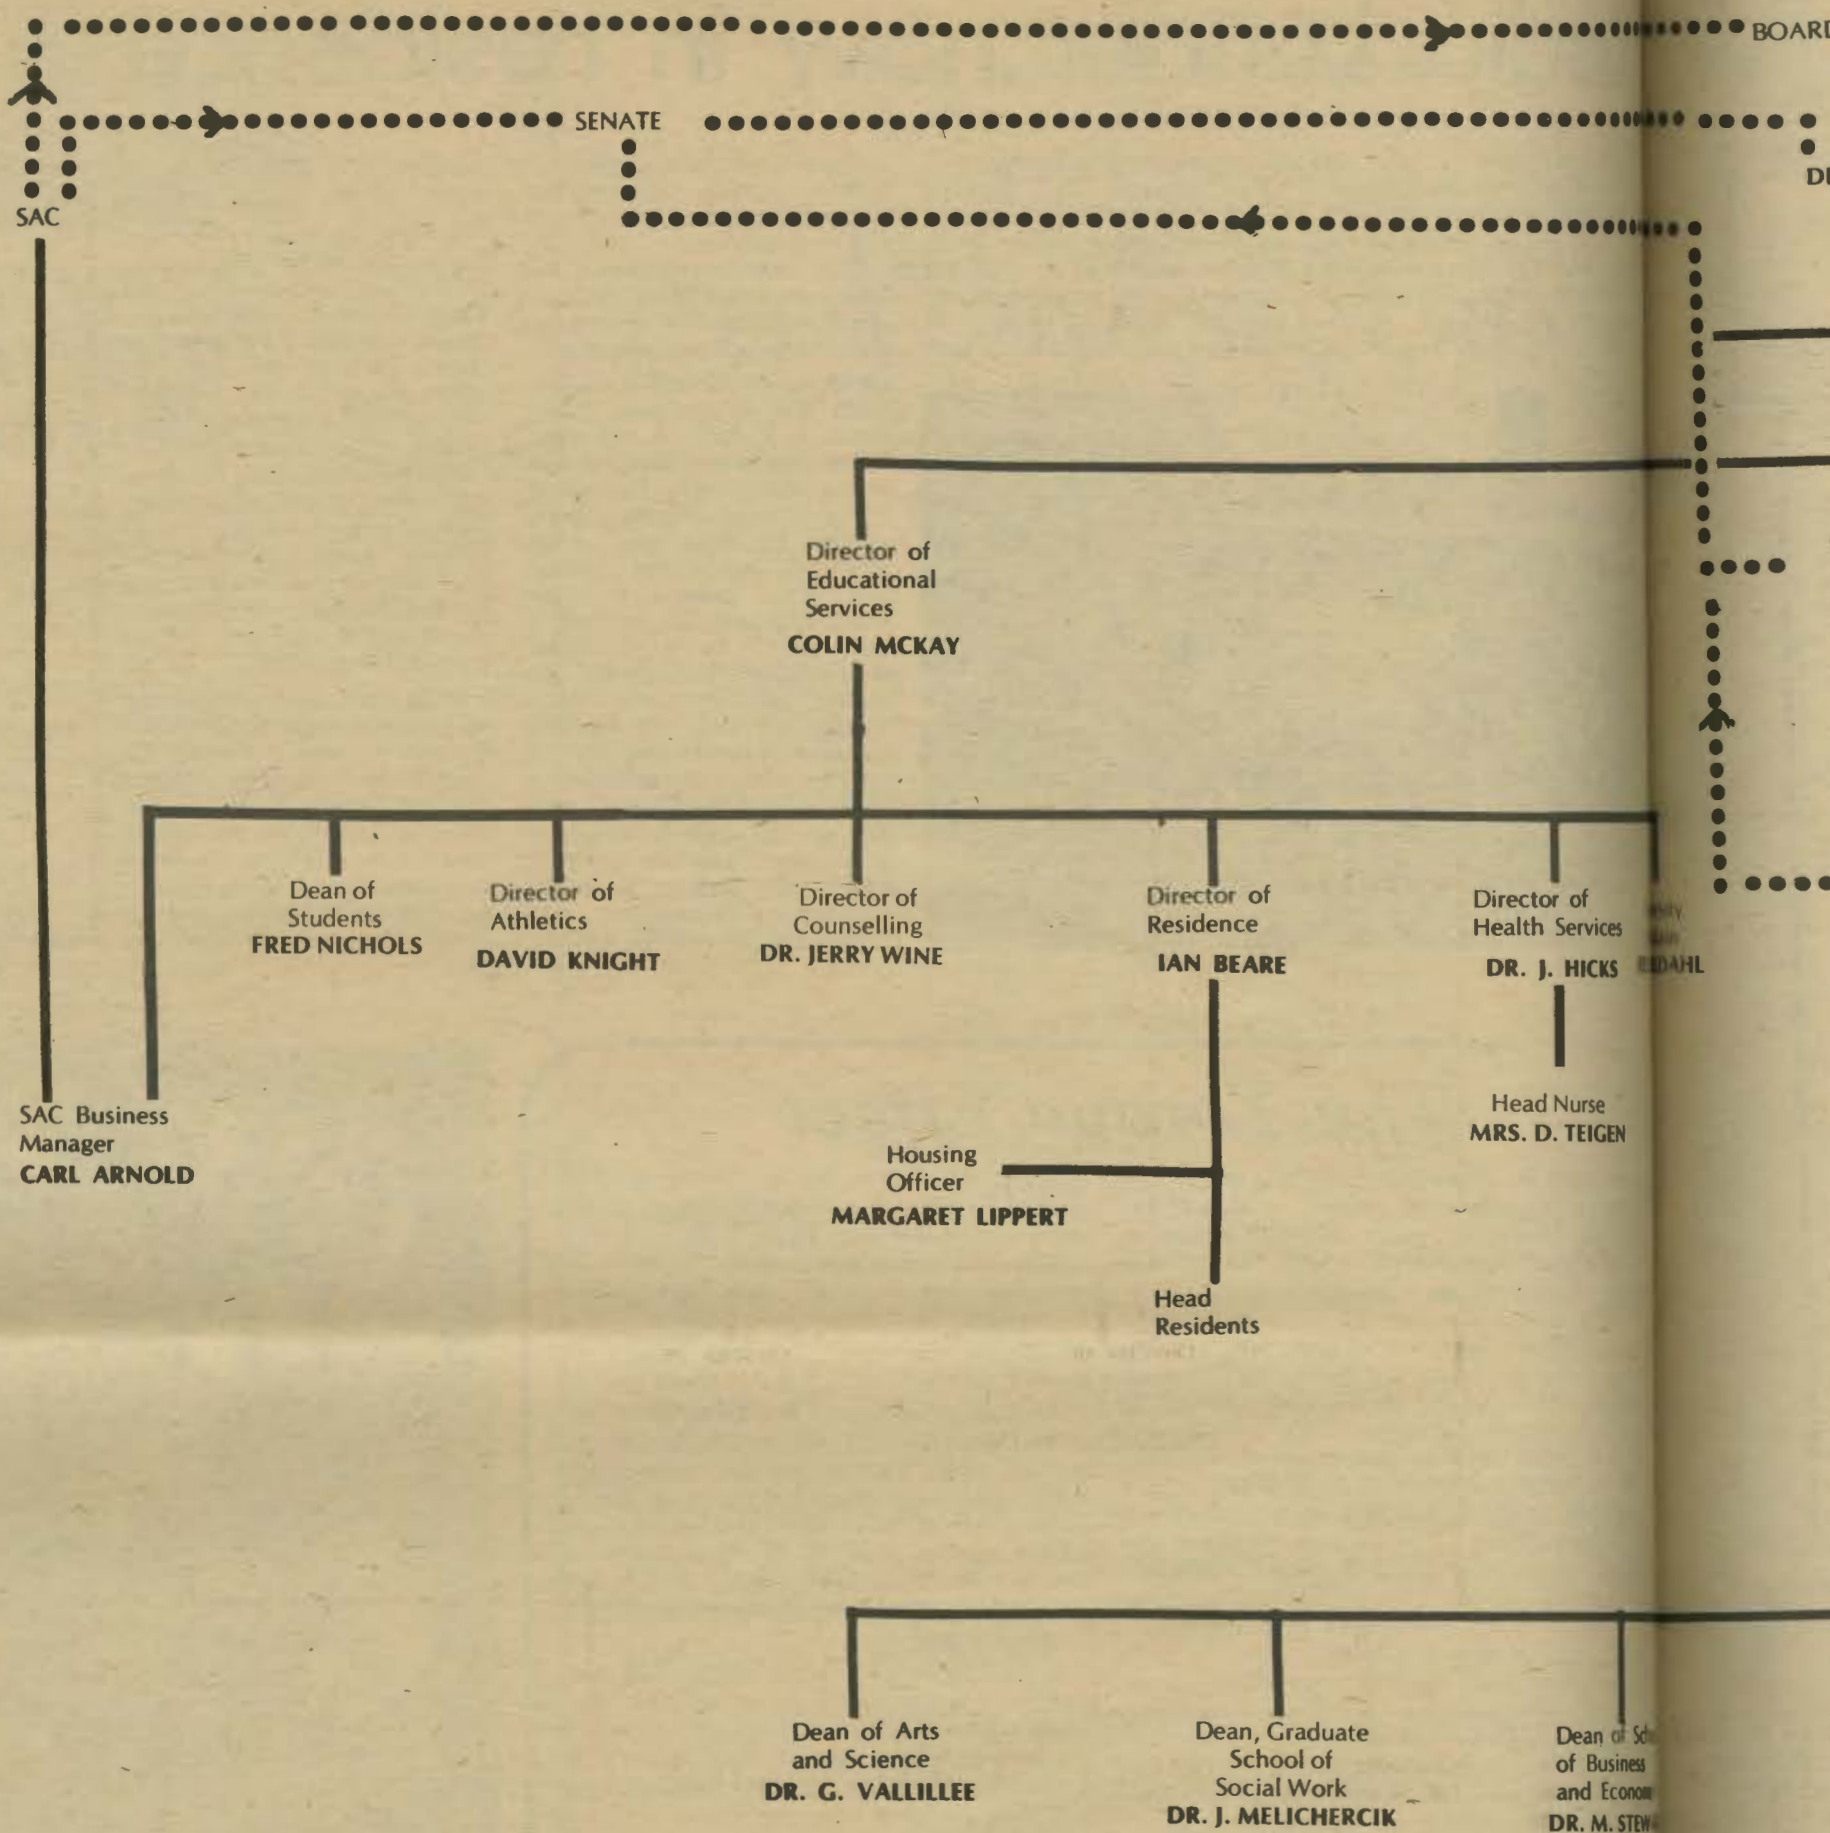 BOARD
SENATE
SAC
Director of
Educational
Services
COLIN MCKAY
Dean of
Students
FRED NICHOLS
Director of
Athletics
DAVID KNIGHT
Director of
Counselling
DR. JERRY WINE
Director of
Residence
IAN BEARE
Director of
Health Services
DR. J. HICKS
SAC Business
Manager
CARL ARNOLD
Housing
Officer
MARGARET LIPPERT
Head Nurse
MRS. D. TEIGEN
Head
Residents
Dean of Arts
and Science
DR. G. VALLILLEE
Dean, Graduate
School of
Social Work
DR. J. MELICHERCIK
Dean of
of Business
and
DR. M.